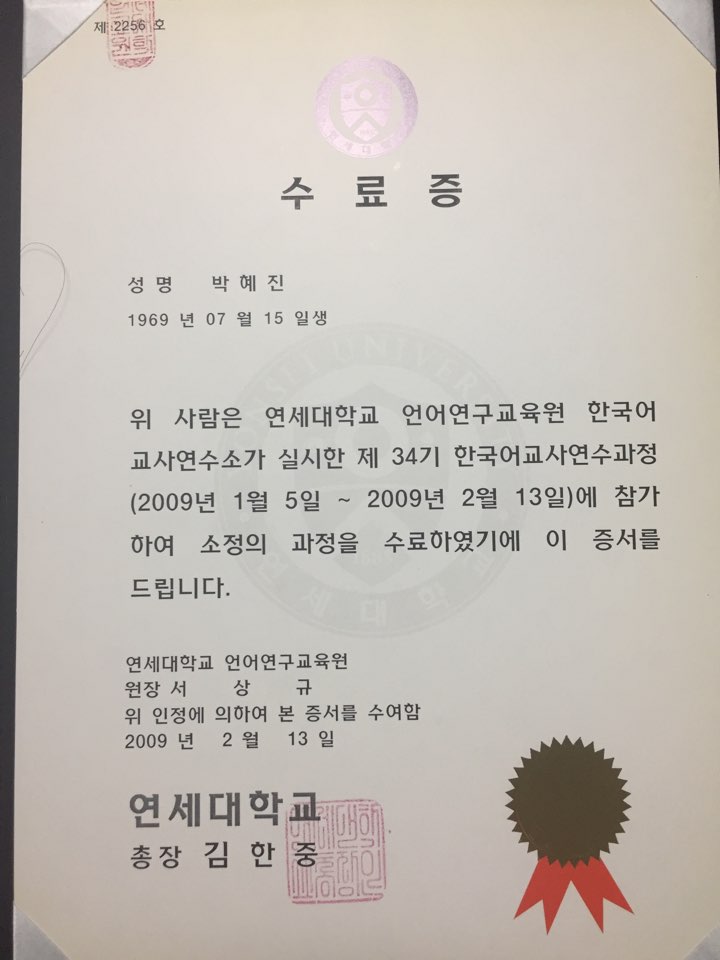 제 2256 호
수 료 증
성 명 박 혜 진
1969 년 07 월 15 일생
위 사람은 연세대학교 언어연구교육원 한국어
교사연수소가 실시한 제 34기 한국어교사연수과정
(2009년 1월 5일 ~ 2009년 2월 13일)에 참가
하여 소정의 과정을 수료하였기에 이 증서를
드립니다.
연세대학교 언어연구교육원
원장 서 상 규
위 인정에 의하여 본 증서를 수여함
2009 년 2 월 13 일
연세대학교
총장 김 한 중